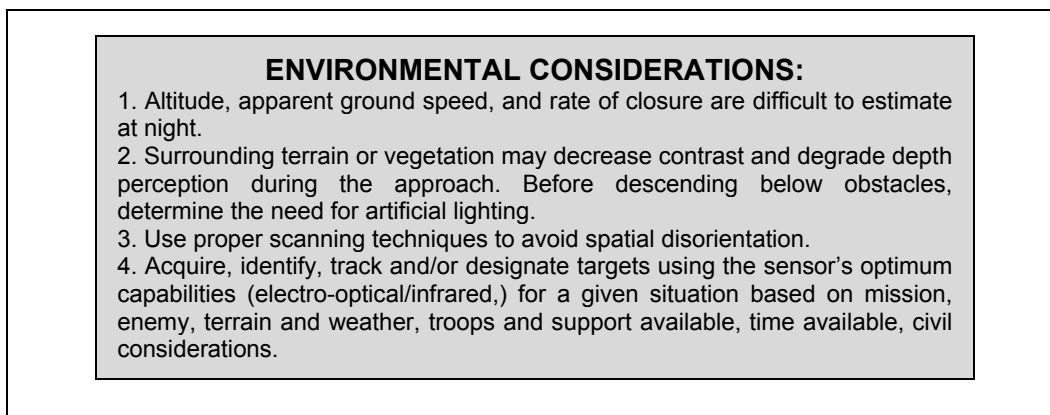 ENVIRONMENTAL CONSIDERATIONS:
1. Altitude, apparent ground speed, and rate of closure are difficult to estimate
at night.
2. Surrounding terrain or vegetation may decrease contrast and degrade depth
perception during the approach. Before descending below obstacles,
determine the need for artificial lighting.
3. Use proper scanning techniques to avoid spatial disorientation.
4. Acquire, identify, track and/or designate targets using the sensor’s optimum
capabilities (electro-optical/infrared,) for a given situation based on mission,
enemy, terrain and weather, troops and support available, time available, civil
considerations.